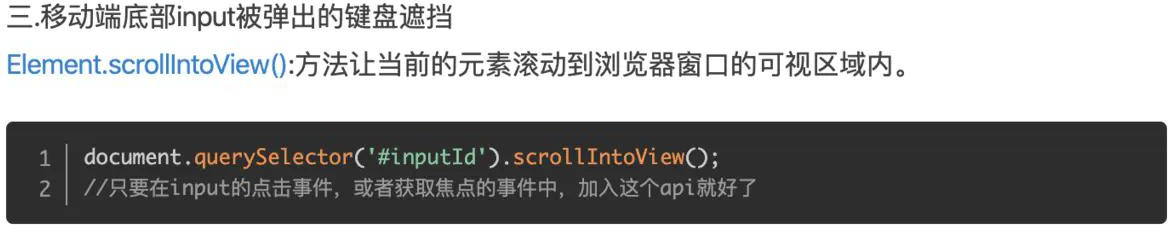 三.移动端底部input被弹出的键盘遮挡
Element.scrollIntoView():方法让当前的元素滚动到浏览器窗口的可视区域内。
1 document.querySelector('#inputId').scrollIntoView();
2 //只要在input的点击事件，或者获取焦点的事件中，加入这个api就好了